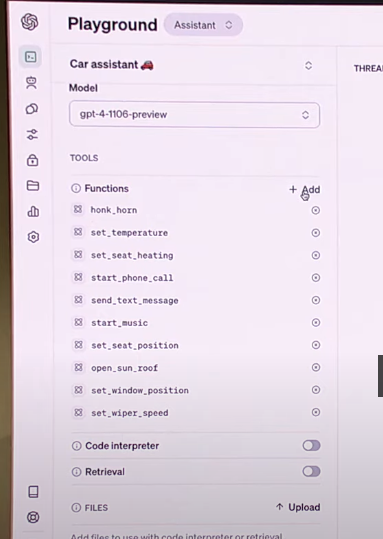 Playground Assistant
Car assistant 🚗
THREA
Model
gpt-4-1106-preview
TOOLS
Functions
+ Add
honk_horn
set_temperature
set_seat_heating
start_phone_call
send_text_message
start_music
set_seat_position
open_sun_roof
set_window_position
set_wiper_speed
Code interpreter
Retrieval
FILES
Upload
Add files to use with code interpreter or retrieval